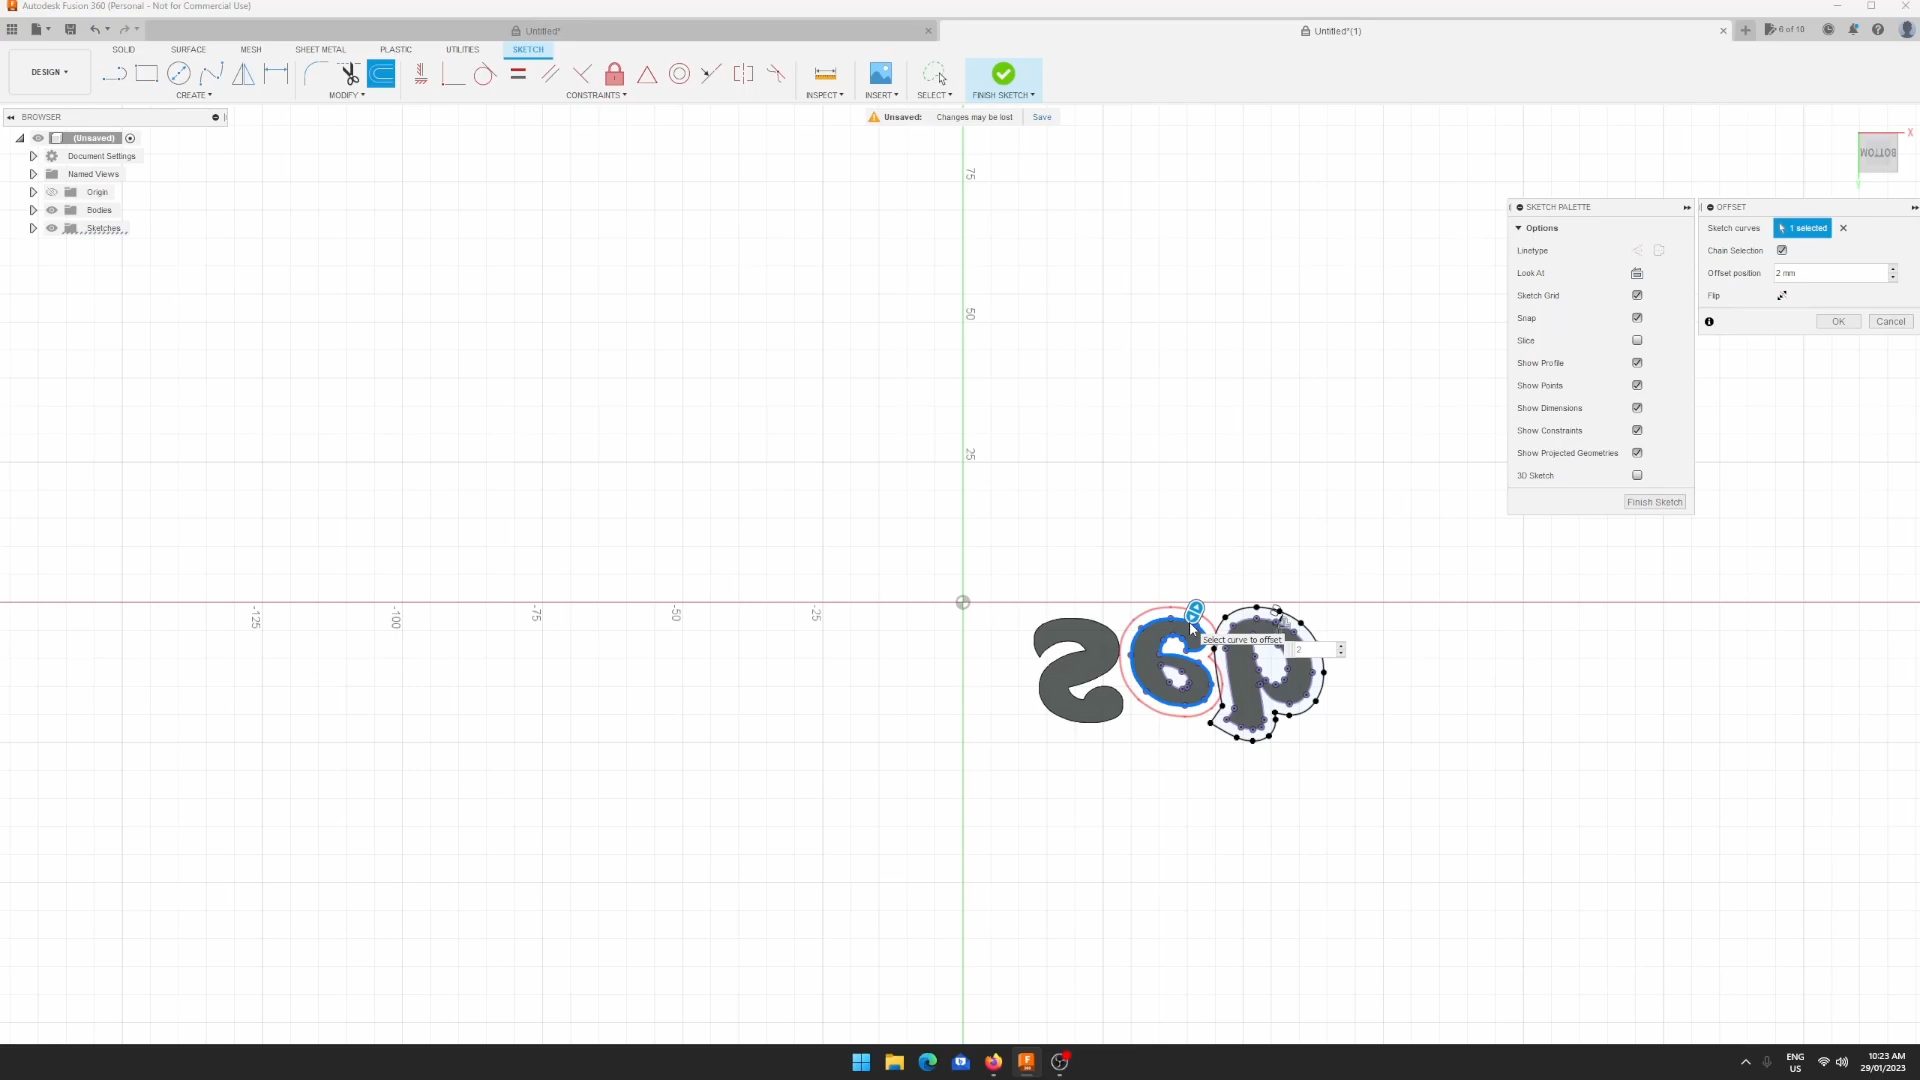 Autodesk Fusion 360 (Personal - Not for Commercial Use)
Untitled*
Untitled*(1)
6 of 10
SOLID SURFACE MESH SHEET METAL PLASTIC UTILITIES SKETCH
DESIGN
CREATE MODIFY CONSTRAINTS INSPECT INSERT SELECT FINISH SKETCH
BROWSER
Unsaved: Changes may be lost Save
(Unsaved)
Document Settings
Named Views
Origin
Bodies
Sketches
X
BOTTOM
SKETCH PALETTE
Options
Linetype
Look At
Sketch Grid
Snap
Slice
Show Profile
Show Points
Show Dimensions
Show Constraints
Show Projected Geometries
3D Sketch
Finish Sketch
OFFSET
Sketch curves 1 selected
Chain Selection
Offset position 2 mm
Flip
OK Cancel
75
50
25
-125 -100 -75 -50 -25
Select curve to offset
2
ENG
US
10:23 AM
29/01/2023